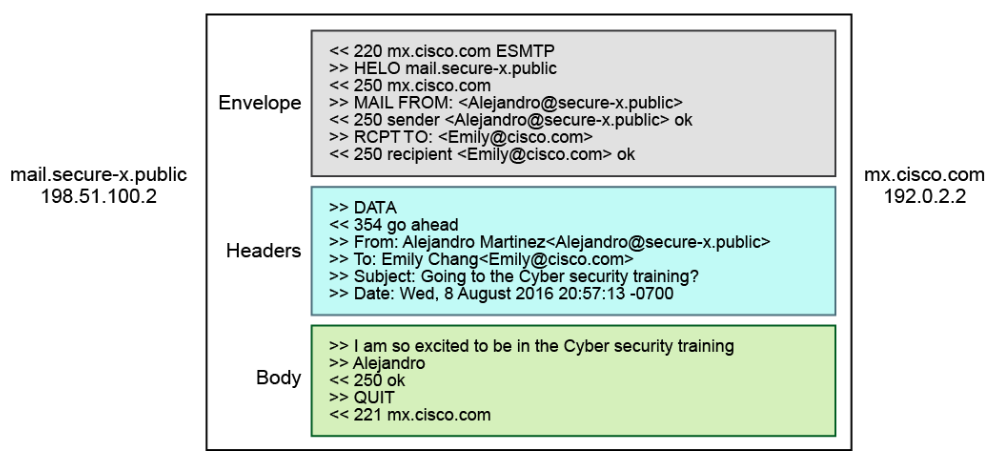 Envelope
<< 220 mx.cisco.com ESMTP
>> HELO mail.secure-x.public
<< 250 mx.cisco.com
>> MAIL FROM: <Alejandro@secure-x.public>
<< 250 sender <Alejandro@secure-x.public> ok
>> RCPT TO: <Emily@cisco.com>
<< 250 recipient <Emily@cisco.com> ok
mail.secure-x.public
198.51.100.2
mx.cisco.com
192.0.2.2
Headers
>> DATA
<< 354 go ahead
>> From: Alejandro Martinez<Alejandro@secure-x.public>
>> To: Emily Chang<Emily@cisco.com>
>> Subject: Going to the Cyber security training?
>> Date: Wed, 8 August 2016 20:57:13 -0700
Body
>> I am so excited to be in the Cyber security training
>> Alejandro
<< 250 ok
>> QUIT
<< 221 mx.cisco.com